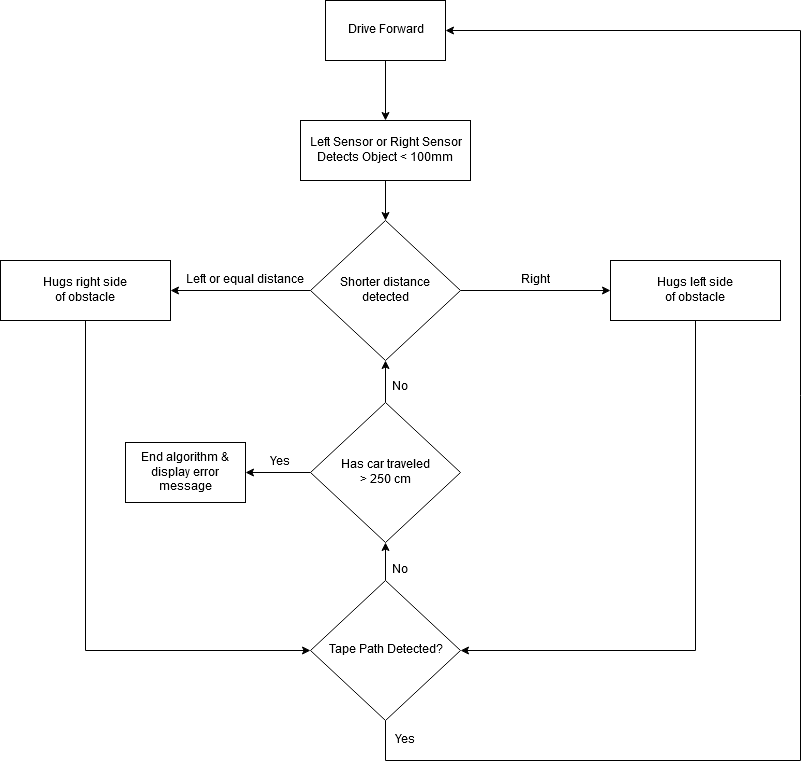 Drive Forward
Left Sensor or Right Sensor
Detects Object < 100mm
Left or equal distance
Right
Hugs right side
of obstacle
Shorter distance
detected
Hugs left side
of obstacle
No
End algorithm &
display error
message
Yes
Has car traveled
> 250 cm
No
Tape Path Detected?
Yes